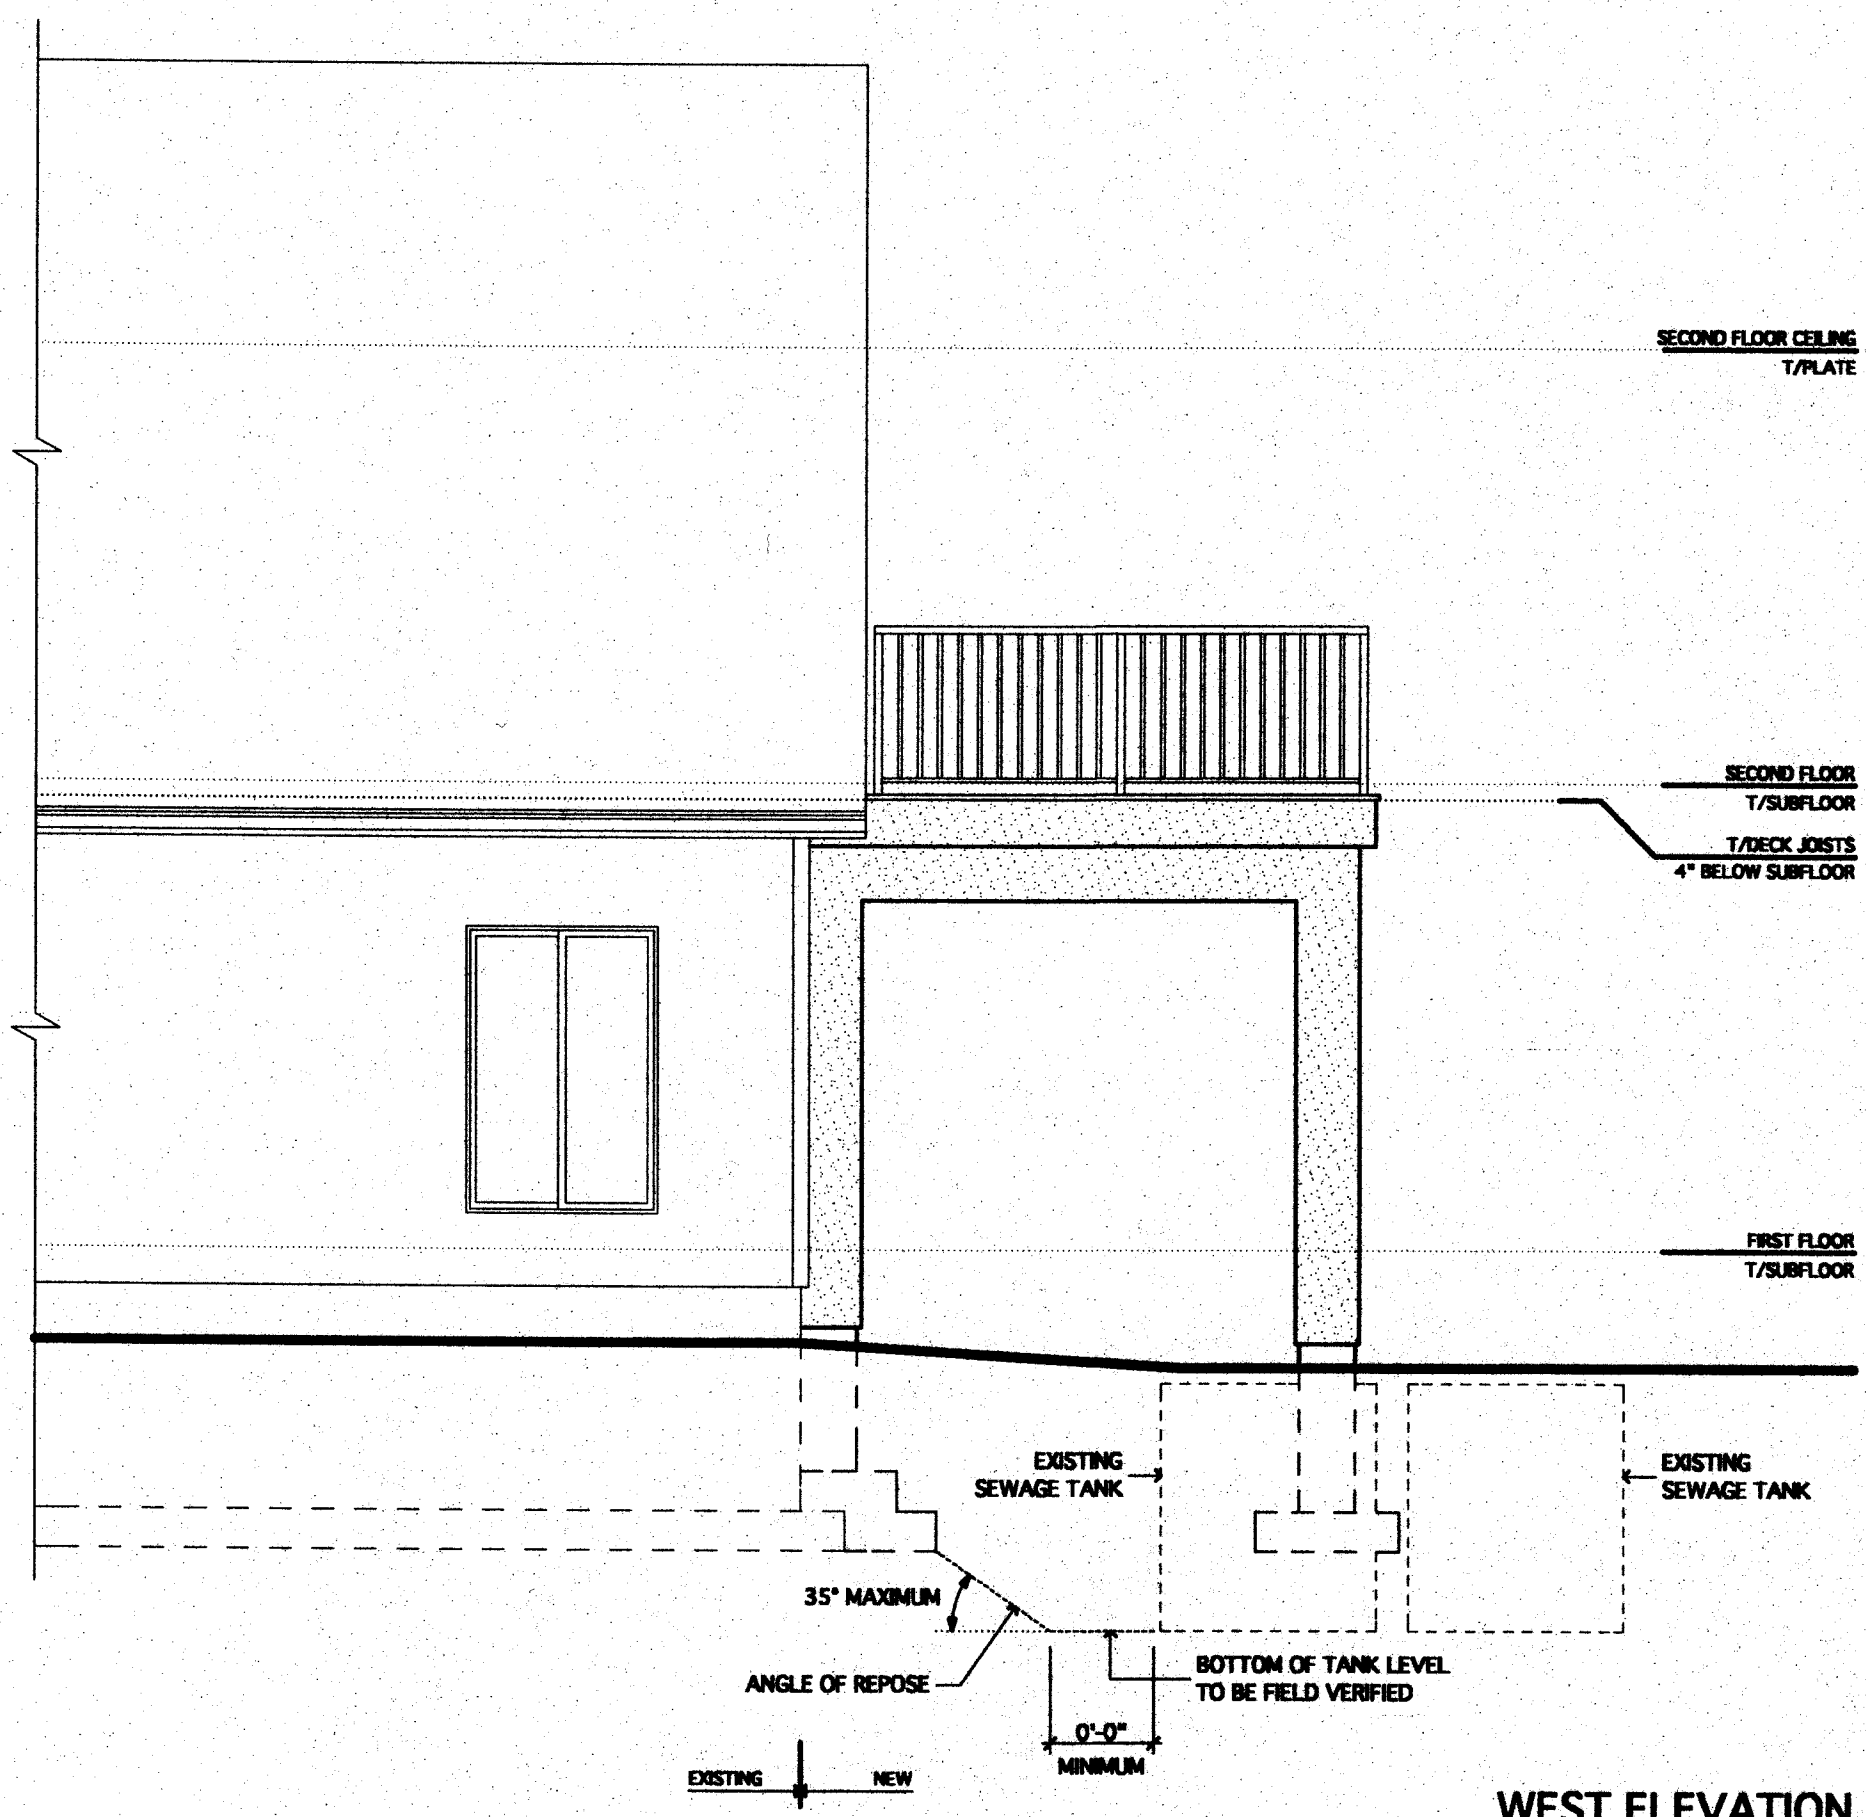 SECOND FLOOR CEILING
T/PLATE
SECOND FLOOR
T/SUBFLOOR
T/DECK JOISTS
4" BELOW SUBFLOOR
FIRST FLOOR
T/SUBFLOOR
EXISTING
SEWAGE TANK
EXISTING
SEWAGE TANK
35° MAXIMUM
ANGLE OF REPOSE
BOTTOM OF TANK LEVEL
TO BE FIELD VERIFIED
0'-0"
MINIMUM
EXISTING
NEW
WEST ELEVATION